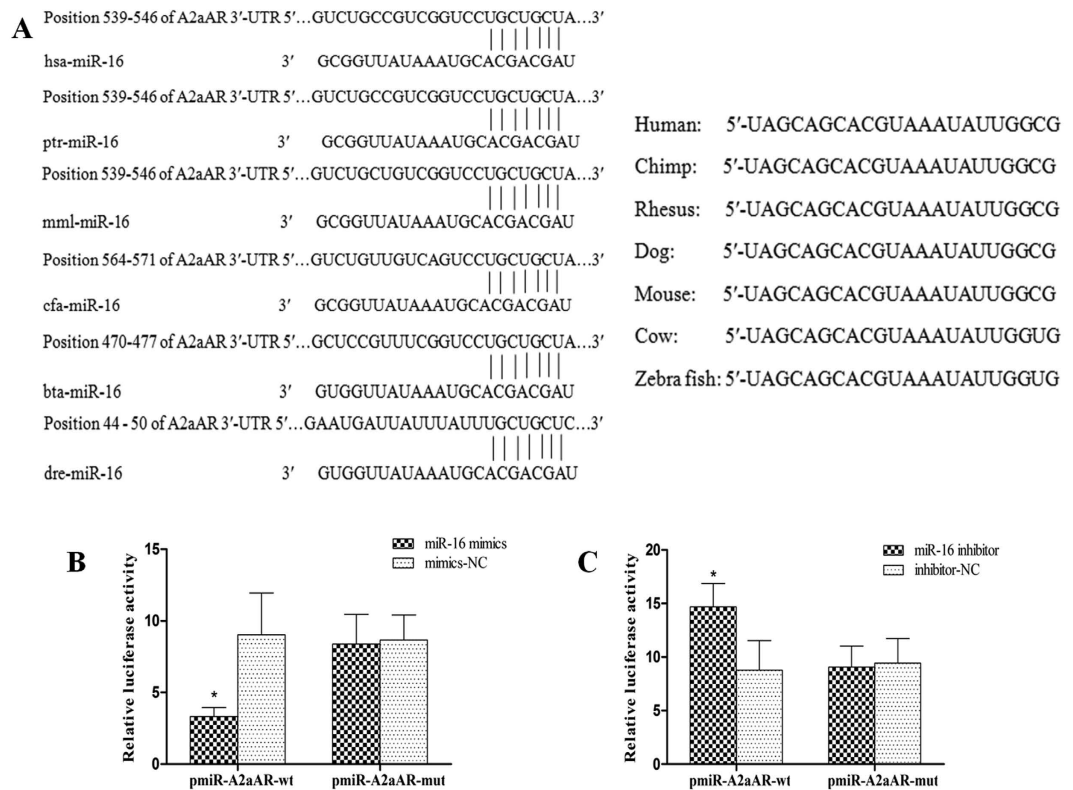 A
Position 539-546 of A2aAR 3'-UTR 5'...GUCUGCCGUCGGUCCUGCUGCUA...3'
hsa-miR-16 3' GCGGUUAUAAAUGCACGACGAU
Position 539-546 of A2aAR 3'-UTR 5'...GUCUGCCGUCGGUCCUGCUGCUA...3'
ptr-miR-16 3' GCGGUUAUAAAUGCACGACGAU
Position 539-546 of A2aAR 3'-UTR 5'...GUCUGCUGUCGGUCCUGCUGCUA...3'
mml-miR-16 3' GCGGUUAUAAAUGCACGACGAU
Position 564-571 of A2aAR 3'-UTR 5'...GUCUGUUGUCAGUCCUGCUGCUA...3'
cfa-miR-16 3' GCGGUUAUAAAUGCACGACGAU
Position 470-477 of A2aAR 3'-UTR 5'...GCUCCGUUUCGGUCCUGCUGCUA...3'
bta-miR-16 3' GUGGUUAUAAAUGCACGACGAU
Position 44 - 50 of A2aAR 3'-UTR 5'...GAAUGAUUAUUUAUUUGCUGCUC...3'
dre-miR-16 3' GUGGUUAUAAAUGCACGACGAU
Human: 5'-UAGCAGCACGUAAAUAUUGGCG
Chimp: 5'-UAGCAGCACGUAAAUAUUGGCG
Rhesus: 5'-UAGCAGCACGUAAAUAUUGGCG
Dog: 5'-UAGCAGCACGUAAAUAUUGGCG
Mouse: 5'-UAGCAGCACGUAAAUAUUGGCG
Cow: 5'-UAGCAGCACGUAAAUAUUGGUG
Zebra fish: 5'-UAGCAGCACGUAAAUAUUGGUG
B
Relative luciferase activity
15
10
5
0
miR-16 mimics
mimics-NC
*
pmiR-A2aAR-wt
pmiR-A2aAR-mut
C
Relative luciferase activity
20
15
10
5
0
miR-16 inhibitor
inhibitor-NC
*
pmiR-A2aAR-wt
pmiR-A2aAR-mut